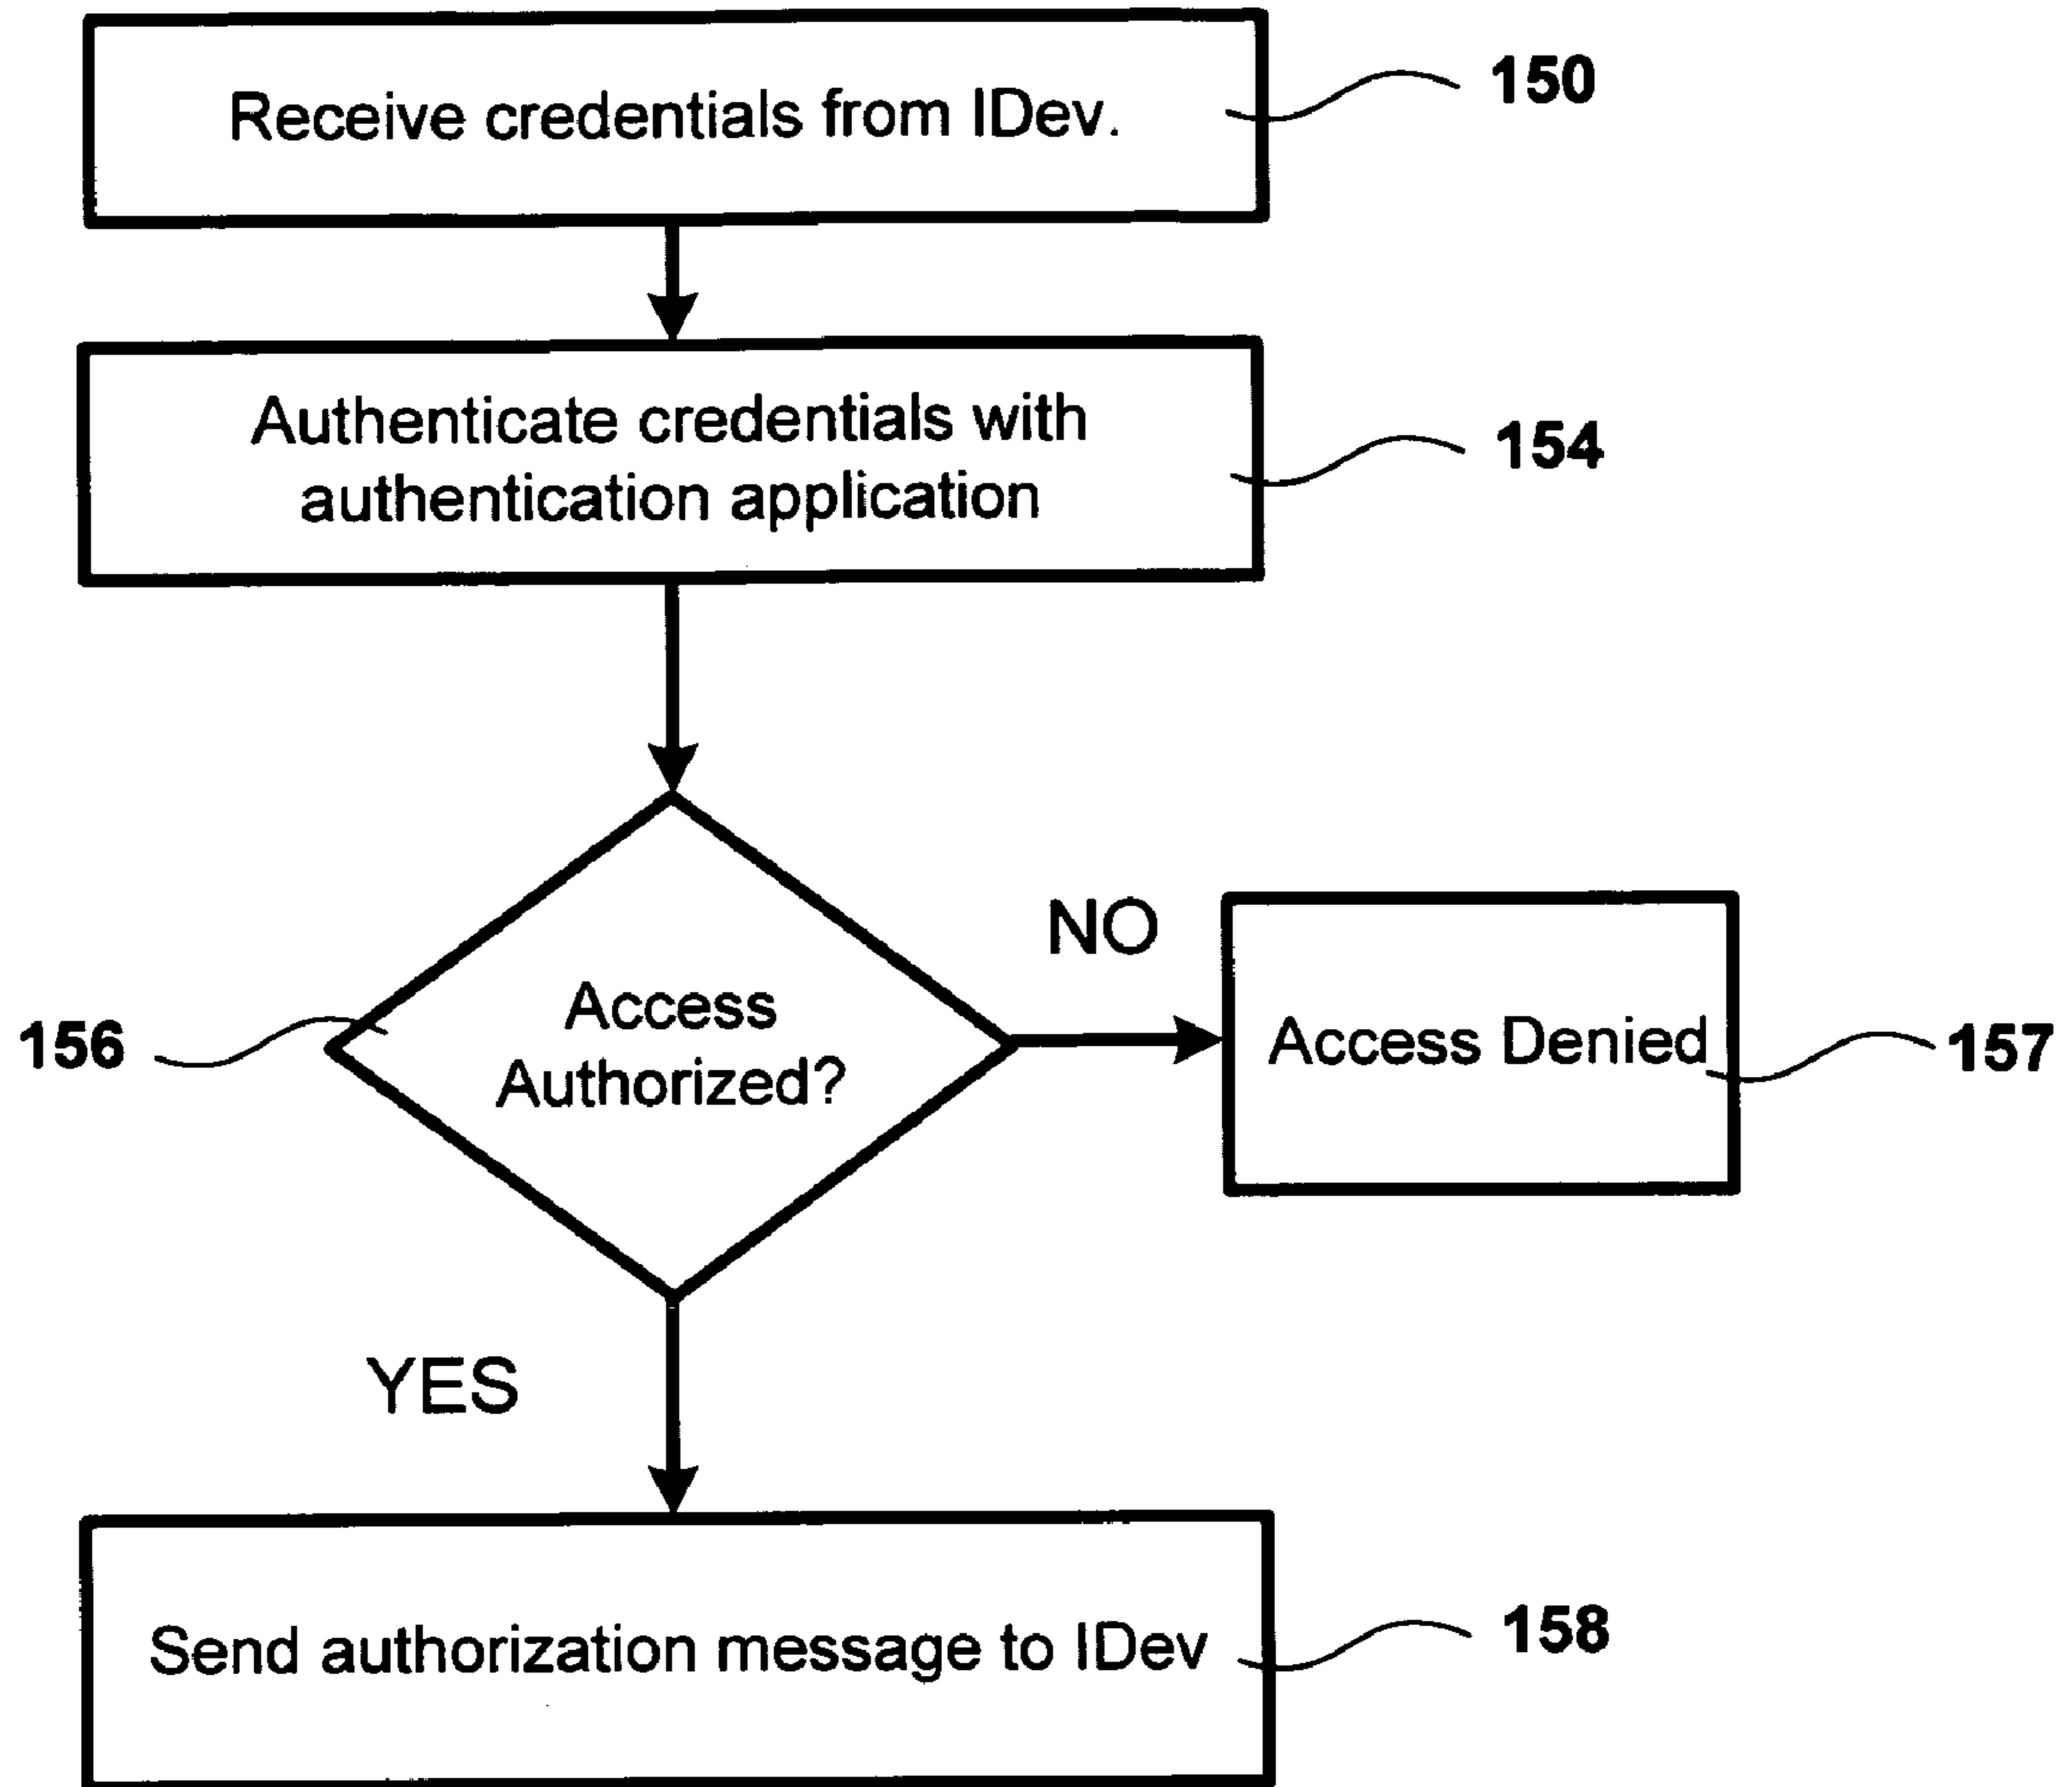 Receive credentials from IDev.
150
Authenticate credentials with
authentication application
154
NO
Access
Authorized?
156
Access Denied
157
YES
Send authorization message to IDev
158